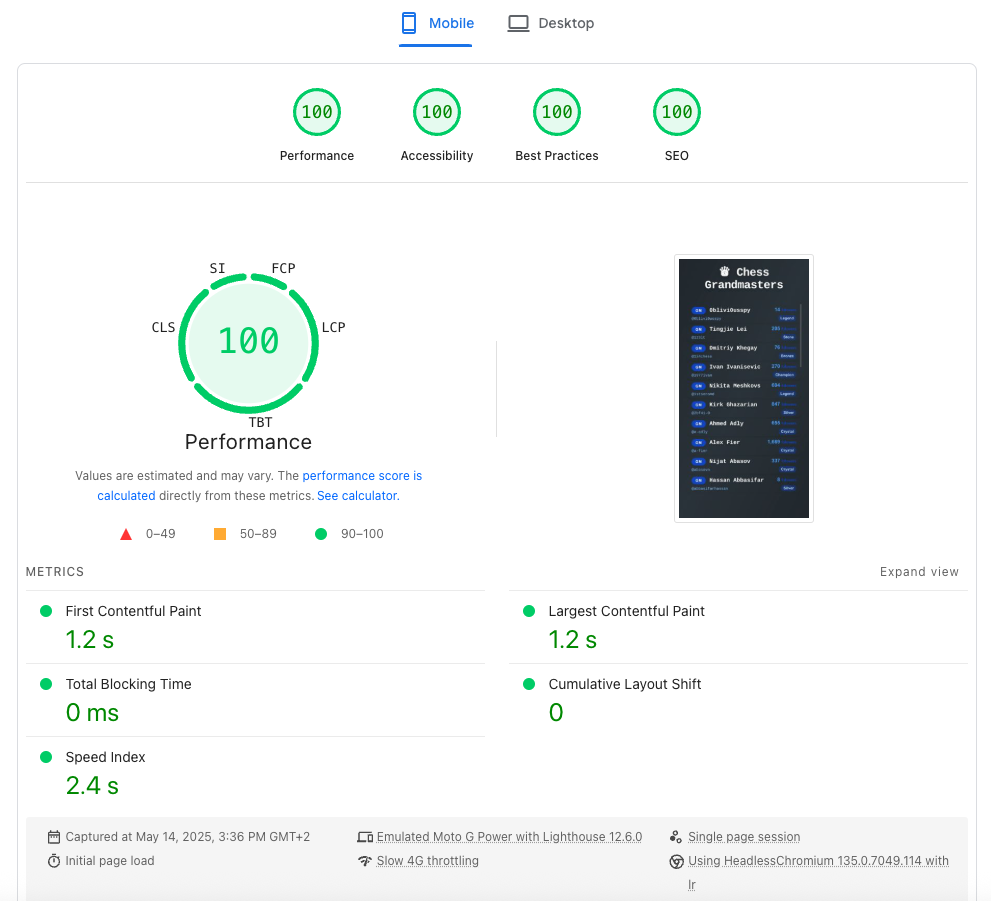 Mobile
Desktop
100
100
100
100
Performance
Accessibility
Best Practices
SEO
SI
FCP
CLS
LCP
100
TBT
Performance
Values are estimated and may vary. The performance score is
calculated directly from these metrics. See calculator.
0–49
50–89
90–100
Chess
Grandmasters
GM
Tingjie Lei
GM
Dmitriy Khegay
GM
Ivan Ivanisevic
GM
Nikita Meshkovs
GM
Kirk Ghazarian
GM
Ahmed Adly
GM
Alex Fier
GM
Nijat Abasov
GM
Hassan Abbasifar
METRICS
Expand view
First Contentful Paint
1.2 s
Largest Contentful Paint
1.2 s
Total Blocking Time
0 ms
Cumulative Layout Shift
0
Speed Index
2.4 s
Captured at May 14, 2025, 3:36 PM GMT+2
Emulated Moto G Power with Lighthouse 12.6.0
Single page session
Initial page load
Slow 4G throttling
Using HeadlessChromium 135.0.7049.114 with
lr